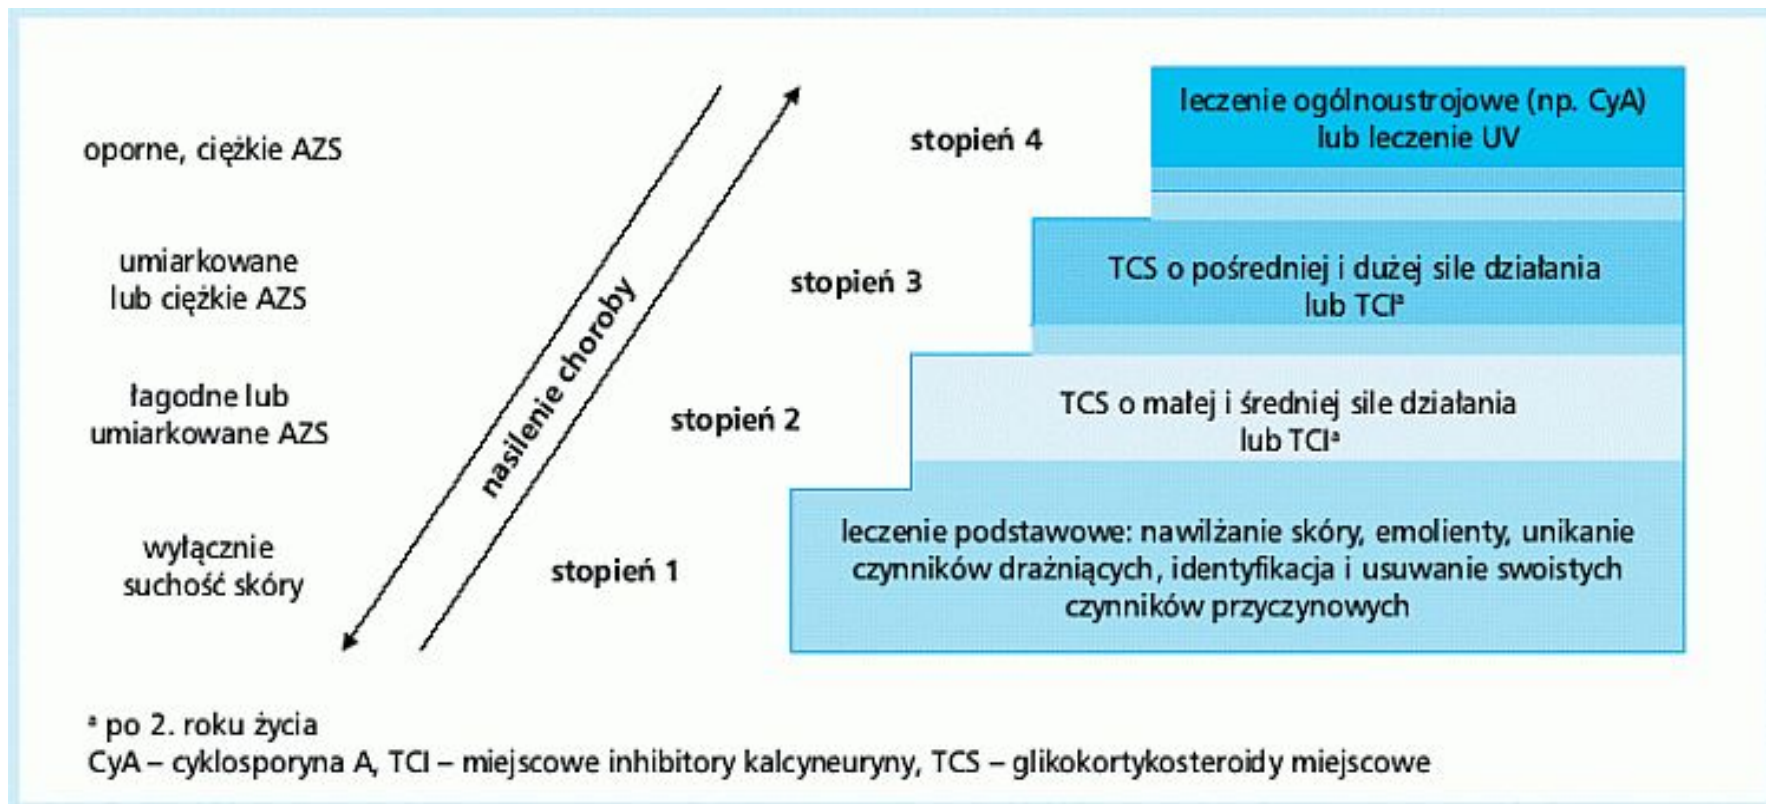 oporne, ciężkie AZS
umiarkowane
lub ciężkie AZS
łagodne lub
umiarkowane AZS
wyłącznie
suchość skóry
nasilenie choroby
stopień 4
stopień 3
stopień 2
stopień 1
leczenie ogólnoustrojowe (np. CyA)
lub leczenie UV
TCS o pośredniej i dużej sile działania
lub TCIᵃ
TCS o małej i średniej sile działania
lub TCIᵃ
leczenie podstawowe: nawilżanie skóry, emolienty, unikanie
czynników drażniących, identyfikacja i usuwanie swoistych
czynników przyczynowych
ᵃ po 2. roku życia
CyA – cyklosporyna A, TCI – miejscowe inhibitory kalcyneuryny, TCS – glikokortykosteroidy miejscowe